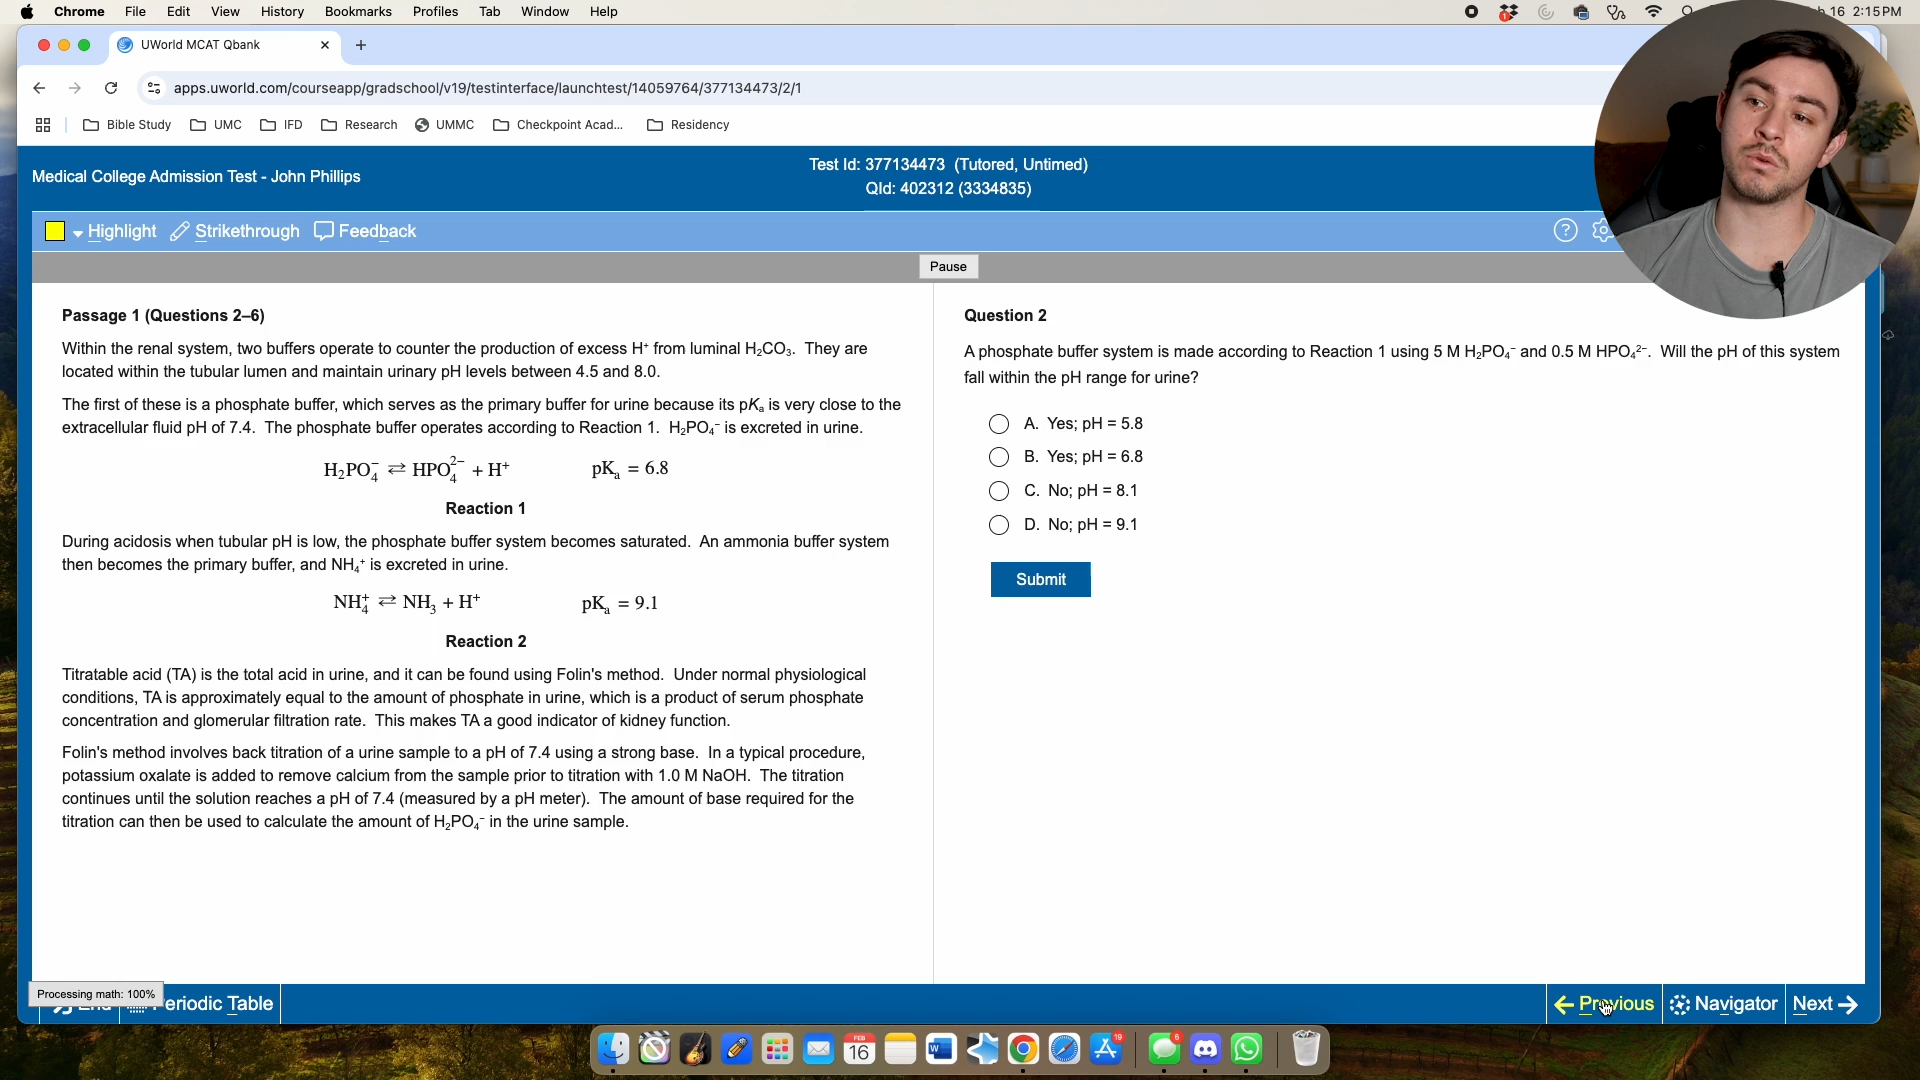 Chrome File Edit View History Bookmarks Profiles Tab Window Help
16 2:15 PM
UWorld MCAT Qbank
apps.uworld.com/courseapp/gradschool/v19/testinterface/launchtest/14059764/377134473/2/1
Bible Study UMC IFD Research UMMC Checkpoint Acad... Residency
Medical College Admission Test - John Phillips
Test Id: 377134473 (Tutored, Untimed)
QId: 402312 (3334835)
Highlight Strikethrough Feedback
Pause
Passage 1 (Questions 2–6)
Within the renal system, two buffers operate to counter the production of excess H⁺ from luminal H₂CO₃. They are
located within the tubular lumen and maintain urinary pH levels between 4.5 and 8.0.
The first of these is a phosphate buffer, which serves as the primary buffer for urine because its pKₐ is very close to the
extracellular fluid pH of 7.4. The phosphate buffer operates according to Reaction 1. H₂PO₄⁻ is excreted in urine.
H₂PO₄⁻ ⇌ HPO₄²⁻ + H⁺ pKₐ = 6.8
Reaction 1
During acidosis when tubular pH is low, the phosphate buffer system becomes saturated. An ammonia buffer system
then becomes the primary buffer, and NH₄⁺ is excreted in urine.
NH₄⁺ ⇌ NH₃ + H⁺ pKₐ = 9.1
Reaction 2
Titratable acid (TA) is the total acid in urine, and it can be found using Folin's method. Under normal physiological
conditions, TA is approximately equal to the amount of phosphate in urine, which is a product of serum phosphate
concentration and glomerular filtration rate. This makes TA a good indicator of kidney function.
Folin's method involves back titration of a urine sample to a pH of 7.4 using a strong base. In a typical procedure,
potassium oxalate is added to remove calcium from the sample prior to titration with 1.0 M NaOH. The titration
continues until the solution reaches a pH of 7.4 (measured by a pH meter). The amount of base required for the
titration can then be used to calculate the amount of H₂PO₄⁻ in the urine sample.
Question 2
A phosphate buffer system is made according to Reaction 1 using 5 M H₂PO₄⁻ and 0.5 M HPO₄²⁻. Will the pH of this system
fall within the pH range for urine?
A. Yes; pH = 5.8
B. Yes; pH = 6.8
C. No; pH = 8.1
D. No; pH = 9.1
Submit
Processing math: 100%
End Periodic Table
Previous Navigator Next
FEB
16
19
6